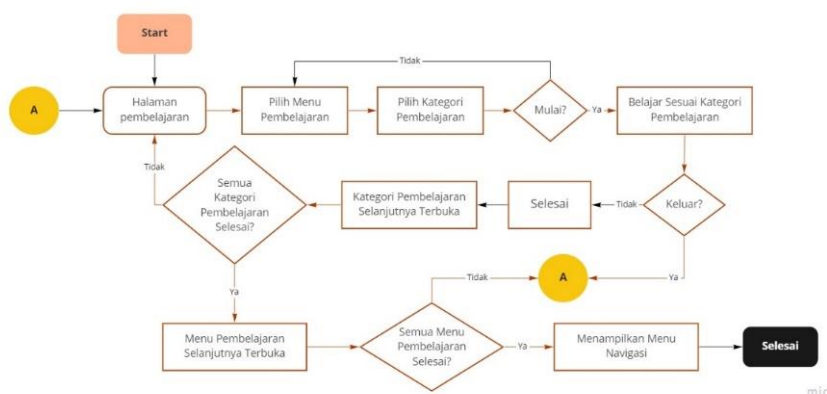 Start
Tidak
A
Halaman
pembelajaran
Pilih Menu
Pembelajaran
Pilih Kategori
Pembelajaran
Mulai?
Ya
Belajar Sesuai Kategori
Pembelajaran
Tidak
Semua
Kategori
Pembelajaran
Selesai?
Kategori Pembelajaran
Selanjutnya Terbuka
Selesai
Tidak
Keluar?
Ya
Tidak
A
Ya
Menu Pembelajaran
Selanjutnya Terbuka
Semua Menu
Pembelajaran
Selesai?
Ya
Menampilkan Menu
Navigasi
Selesai